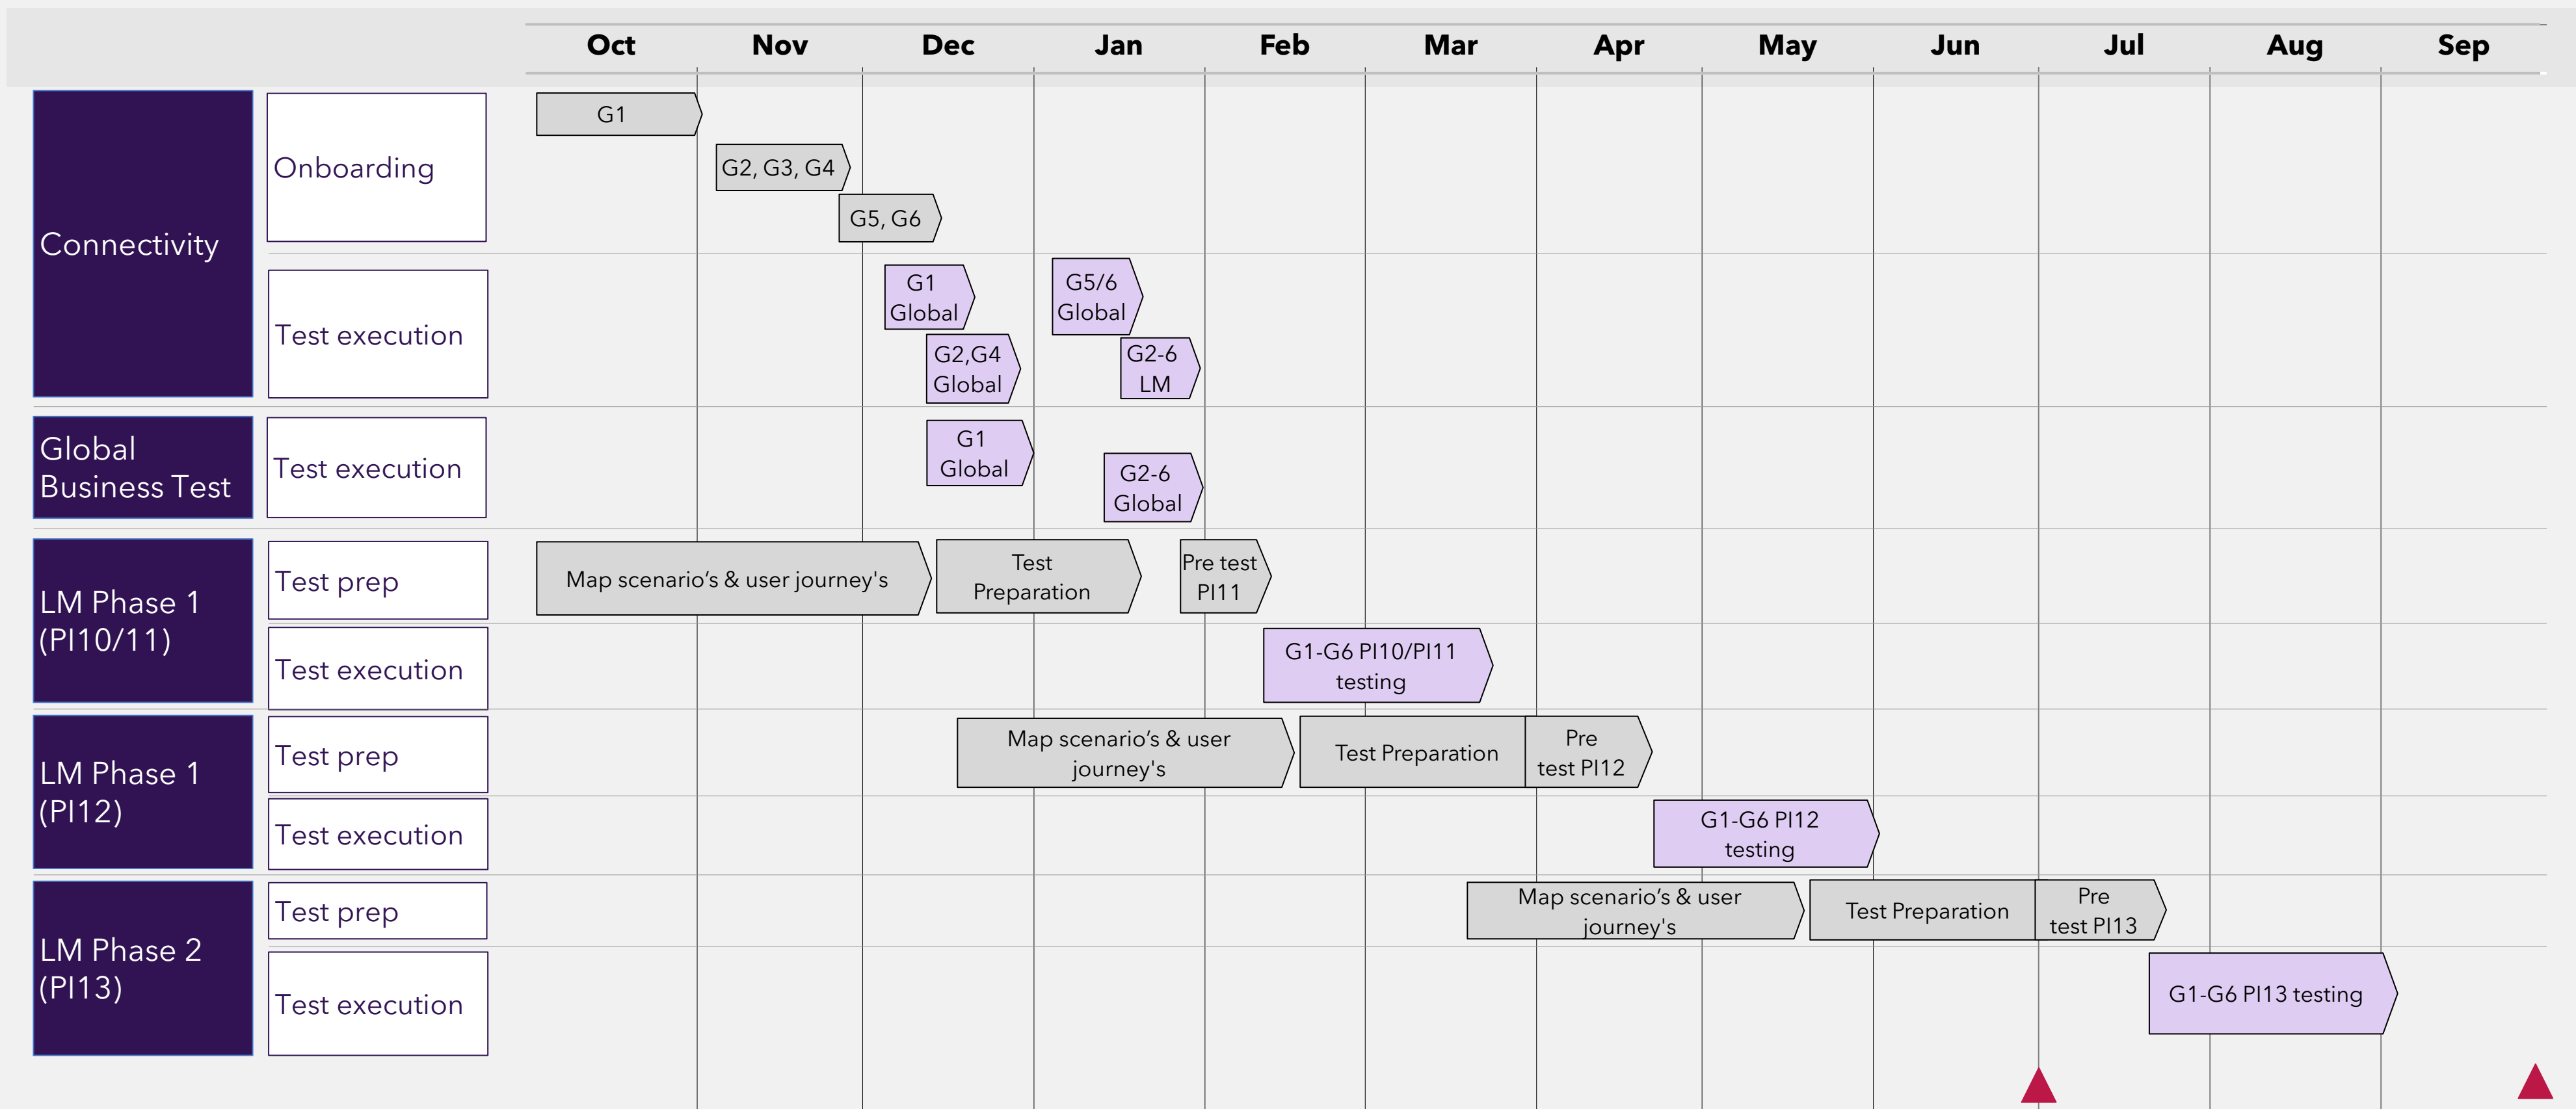 Oct Nov Dec Jan Feb Mar Apr May Jun Jul Aug Sep
Connectivity
Onboarding
G1
G2, G3, G4
G5, G6
Test execution
G1
Global
G5/6
Global
G2,G4
Global
G2-6
LM
Global
Business Test
Test execution
G1
Global
G2-6
Global
LM Phase 1
(PI10/11)
Test prep
Map scenario’s & user journey's
Test
Preparation
Pre test
PI11
Test execution
G1-G6 PI10/PI11
testing
LM Phase 1
(PI12)
Test prep
Map scenario’s & user
journey's
Test Preparation
Pre
test PI12
Test execution
G1-G6 PI12
testing
LM Phase 2
(PI13)
Test prep
Map scenario’s & user
journey's
Test Preparation
Pre
test PI13
Test execution
G1-G6 PI13 testing